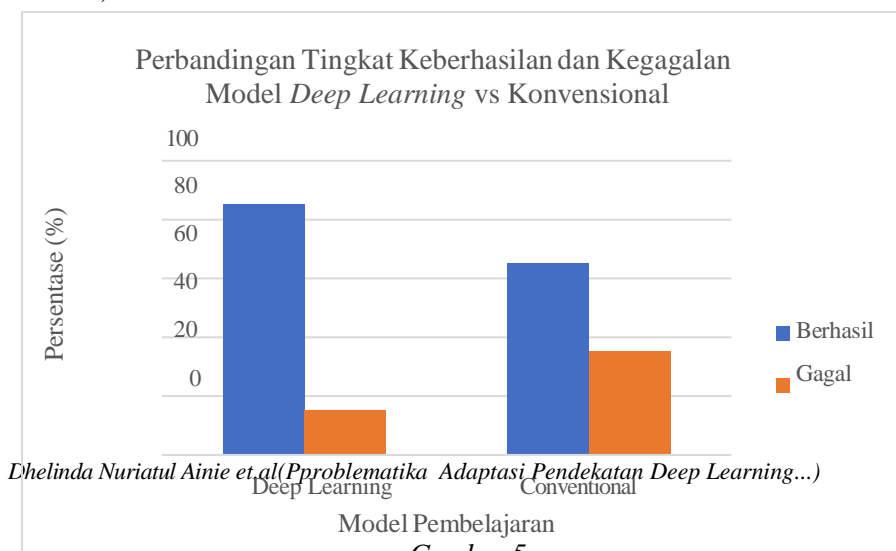 Perbandingan Tingkat Keberhasilan dan Kegagalan
Model Deep Learning vs Konvensional
100
80
60
40
20
0
Persentase (%)
Berhasil
Gagal
Dhelinda Nuriatul Ainie et.al(Pproblematika Adaptasi Pendekatan Deep Learning...)
Deep Learning
Conventional
Model Pembelajaran